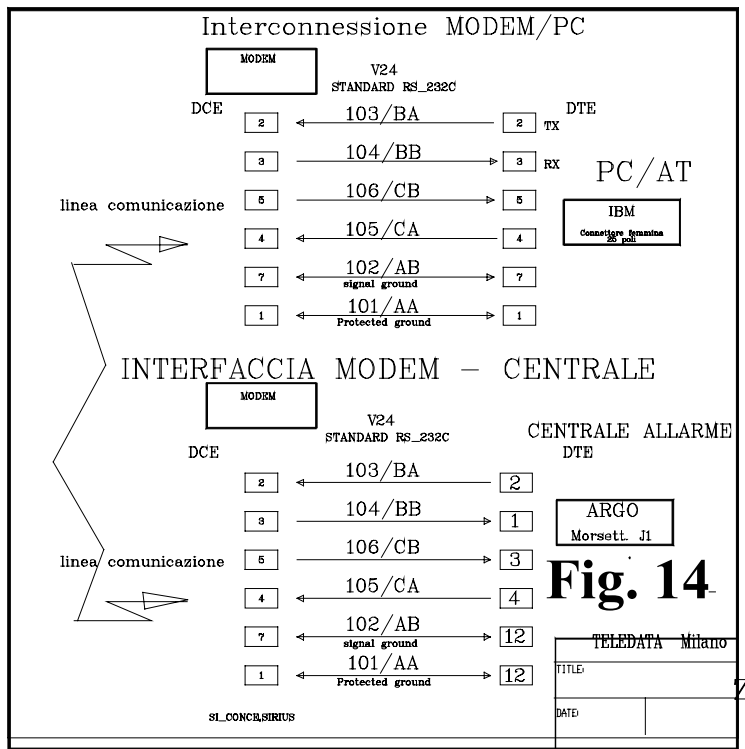 Interconnessione MODEM/PC
MODEM
V24
STANDARD RS_232C
DCE
DTE
2 103/BA 2 TX
3 104/BB 3 RX
PC/AT
5 106/CB 5
linea comunicazione
IBM
Connettore femmina
25 poli
4 105/CA 4
7 102/AB 7
signal ground
1 101/AA 1
Protected ground
INTERFACCIA MODEM - CENTRALE
MODEM
V24
STANDARD RS_232C
CENTRALE ALLARME
DCE
DTE
2 103/BA 2
3 104/BB 1
ARGO
Morsett. J1
5 106/CB 3
linea comunicazione
Fig. 14
4 105/CA 4
7 102/AB 12
signal ground
1 101/AA 12
Protected ground
TELEDATA Milano
TITLE:
DATE:
S1_CONCE,SIRIUS